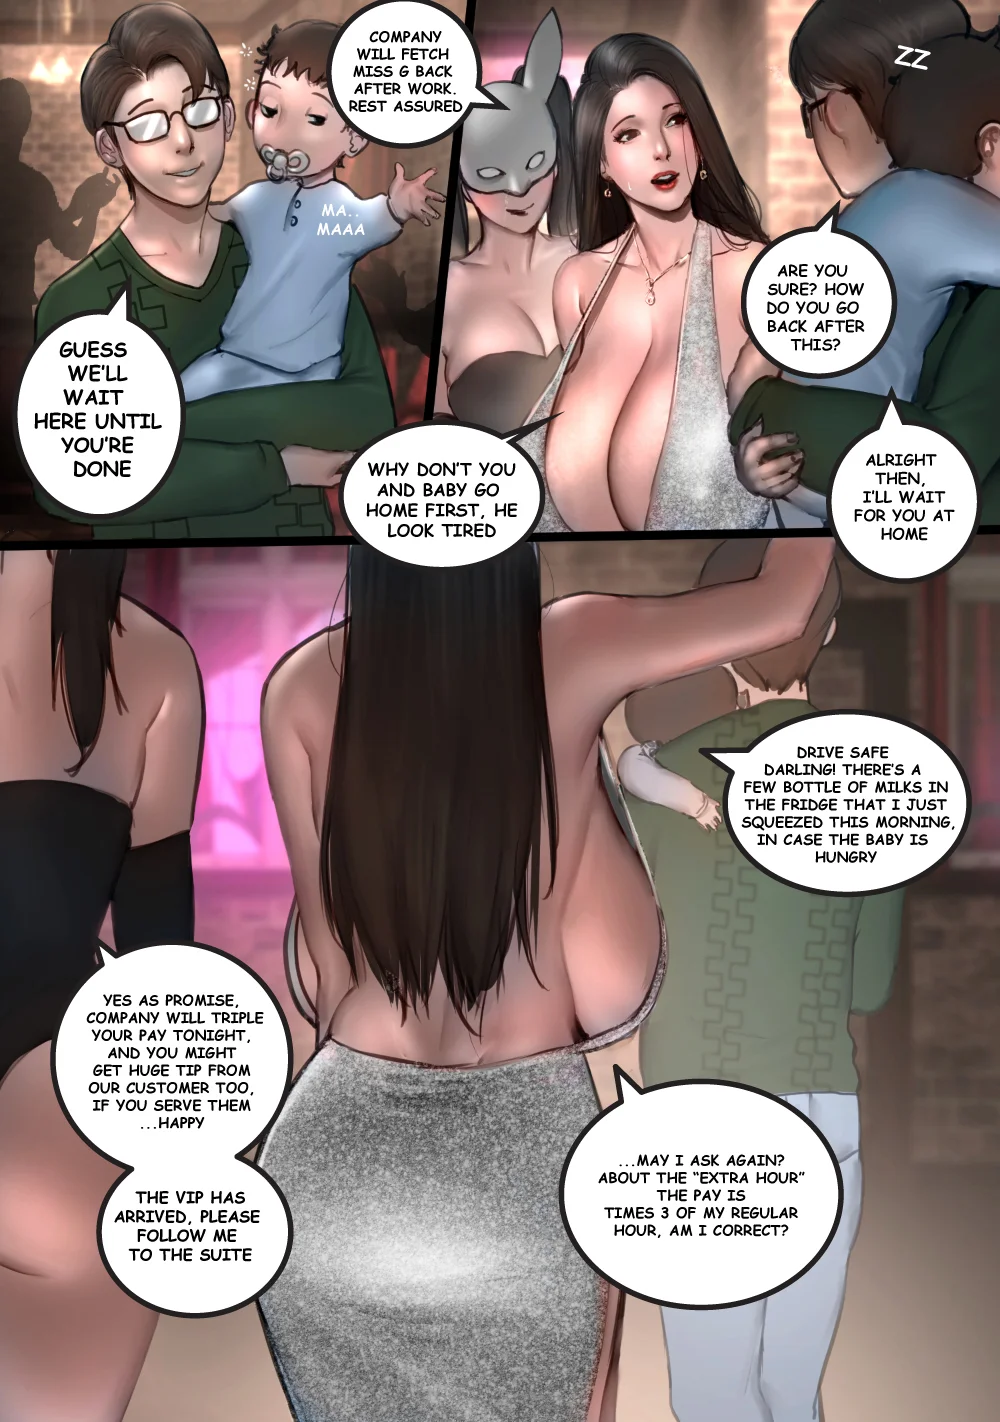 COMPANY
WILL FETCH
MISS G BACK
AFTER WORK.
REST ASSURED
MA..
MAAA
GUESS
WE'LL
WAIT
HERE UNTIL
YOU'RE
DONE
ZZ
ARE YOU
SURE? HOW
DO YOU GO
BACK AFTER
THIS?
WHY DON'T YOU
AND BABY GO
HOME FIRST, HE
LOOK TIRED
ALRIGHT
THEN,
I'LL WAIT
FOR YOU AT
HOME
DRIVE SAFE
DARLING! THERE'S A
FEW BOTTLE OF MILKS IN
THE FRIDGE THAT I JUST
SQUEEZED THIS MORNING,
IN CASE THE BABY IS
HUNGRY
...MAY I ASK AGAIN?
ABOUT THE "EXTRA HOUR"
THE PAY IS
TIMES 3 OF MY REGULAR
HOUR, AM I CORRECT?
YES AS PROMISE,
COMPANY WILL TRIPLE
YOUR PAY TONIGHT,
AND YOU MIGHT
GET HUGE TIP FROM
OUR CUSTOMER TOO,
IF YOU SERVE THEM
...HAPPY
THE VIP HAS
ARRIVED, PLEASE
FOLLOW ME
TO THE SUITE